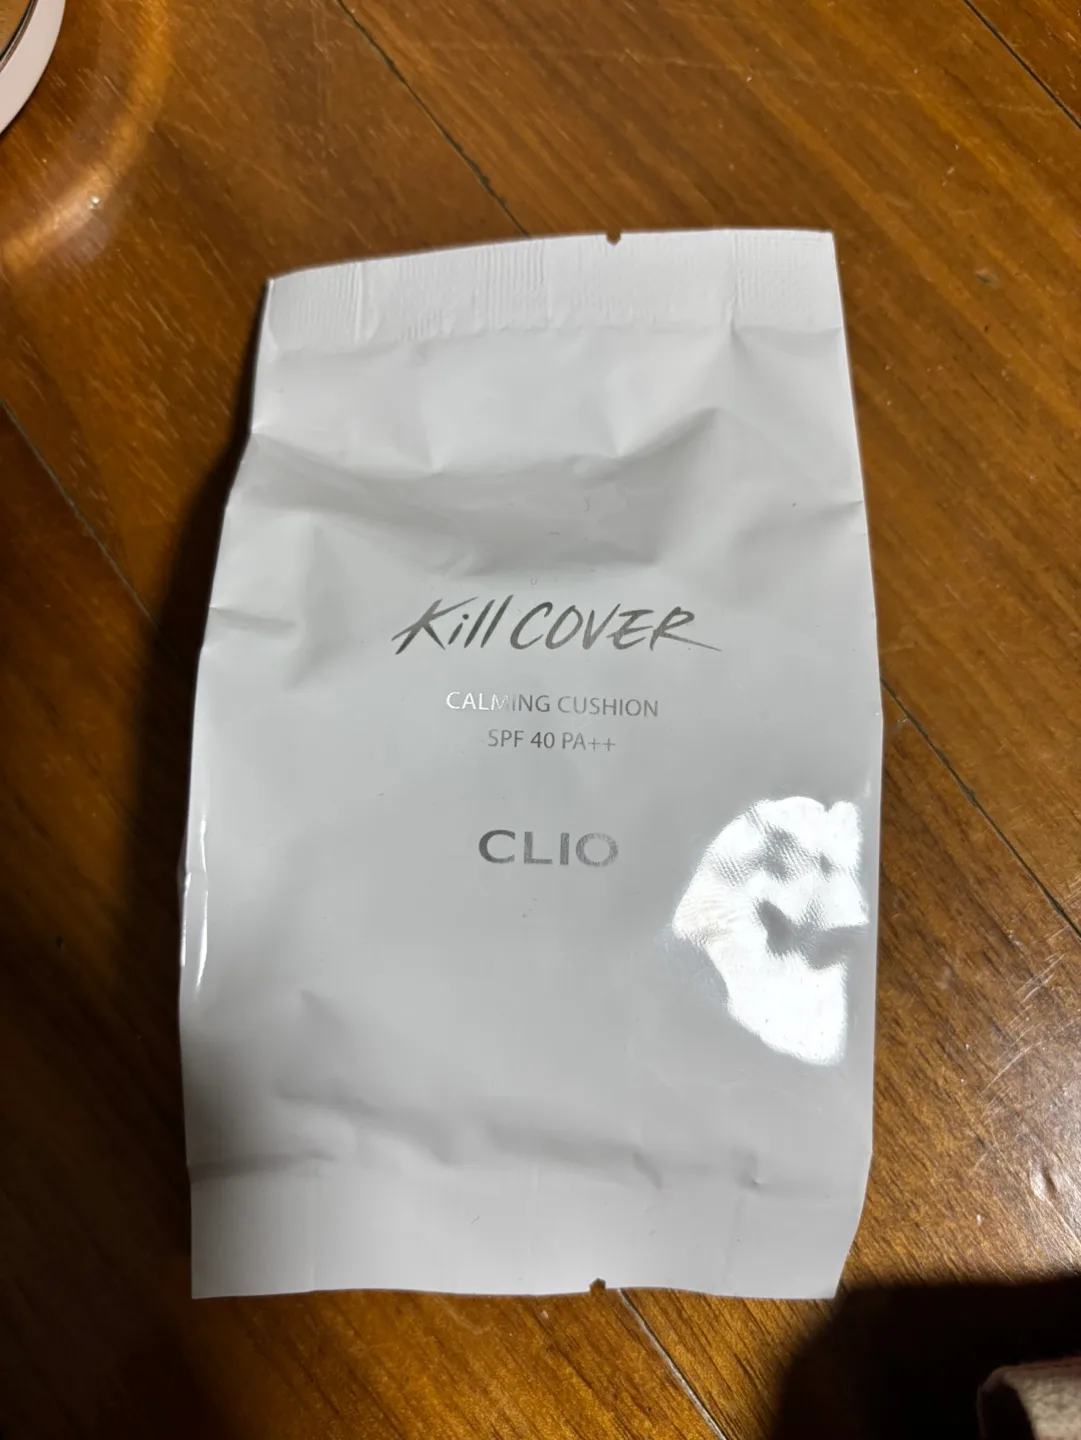 Kill COVER
CALMING CUSHION
SPF 40 PA++
CLIO